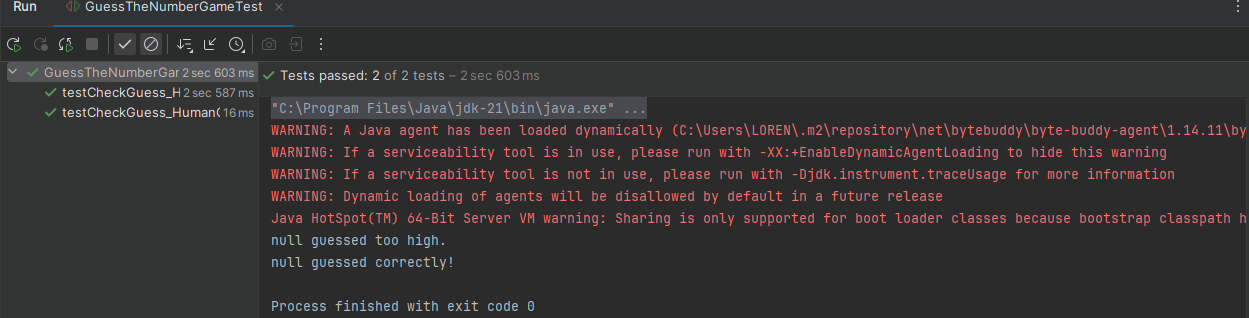 Run GuessTheNumberGameTest
GuessTheNumberGar 2 sec 603 ms
testCheckGuess_H 2 sec 587 ms
testCheckGuess_Human 16 ms
Tests passed: 2 of 2 tests – 2 sec 603 ms
"C:\Program Files\Java\jdk-21\bin\java.exe" ...
WARNING: A Java agent has been loaded dynamically (C:\Users\LOREN\.m2\repository\net\bytebuddy\byte-buddy-agent\1.14.11\by
WARNING: If a serviceability tool is in use, please run with -XX:+EnableDynamicAgentLoading to hide this warning
WARNING: If a serviceability tool is not in use, please run with -Djdk.instrument.traceUsage for more information
WARNING: Dynamic loading of agents will be disallowed by default in a future release
Java HotSpot(TM) 64-Bit Server VM warning: Sharing is only supported for boot loader classes because bootstrap classpath h
null guessed too high.
null guessed correctly!
Process finished with exit code 0